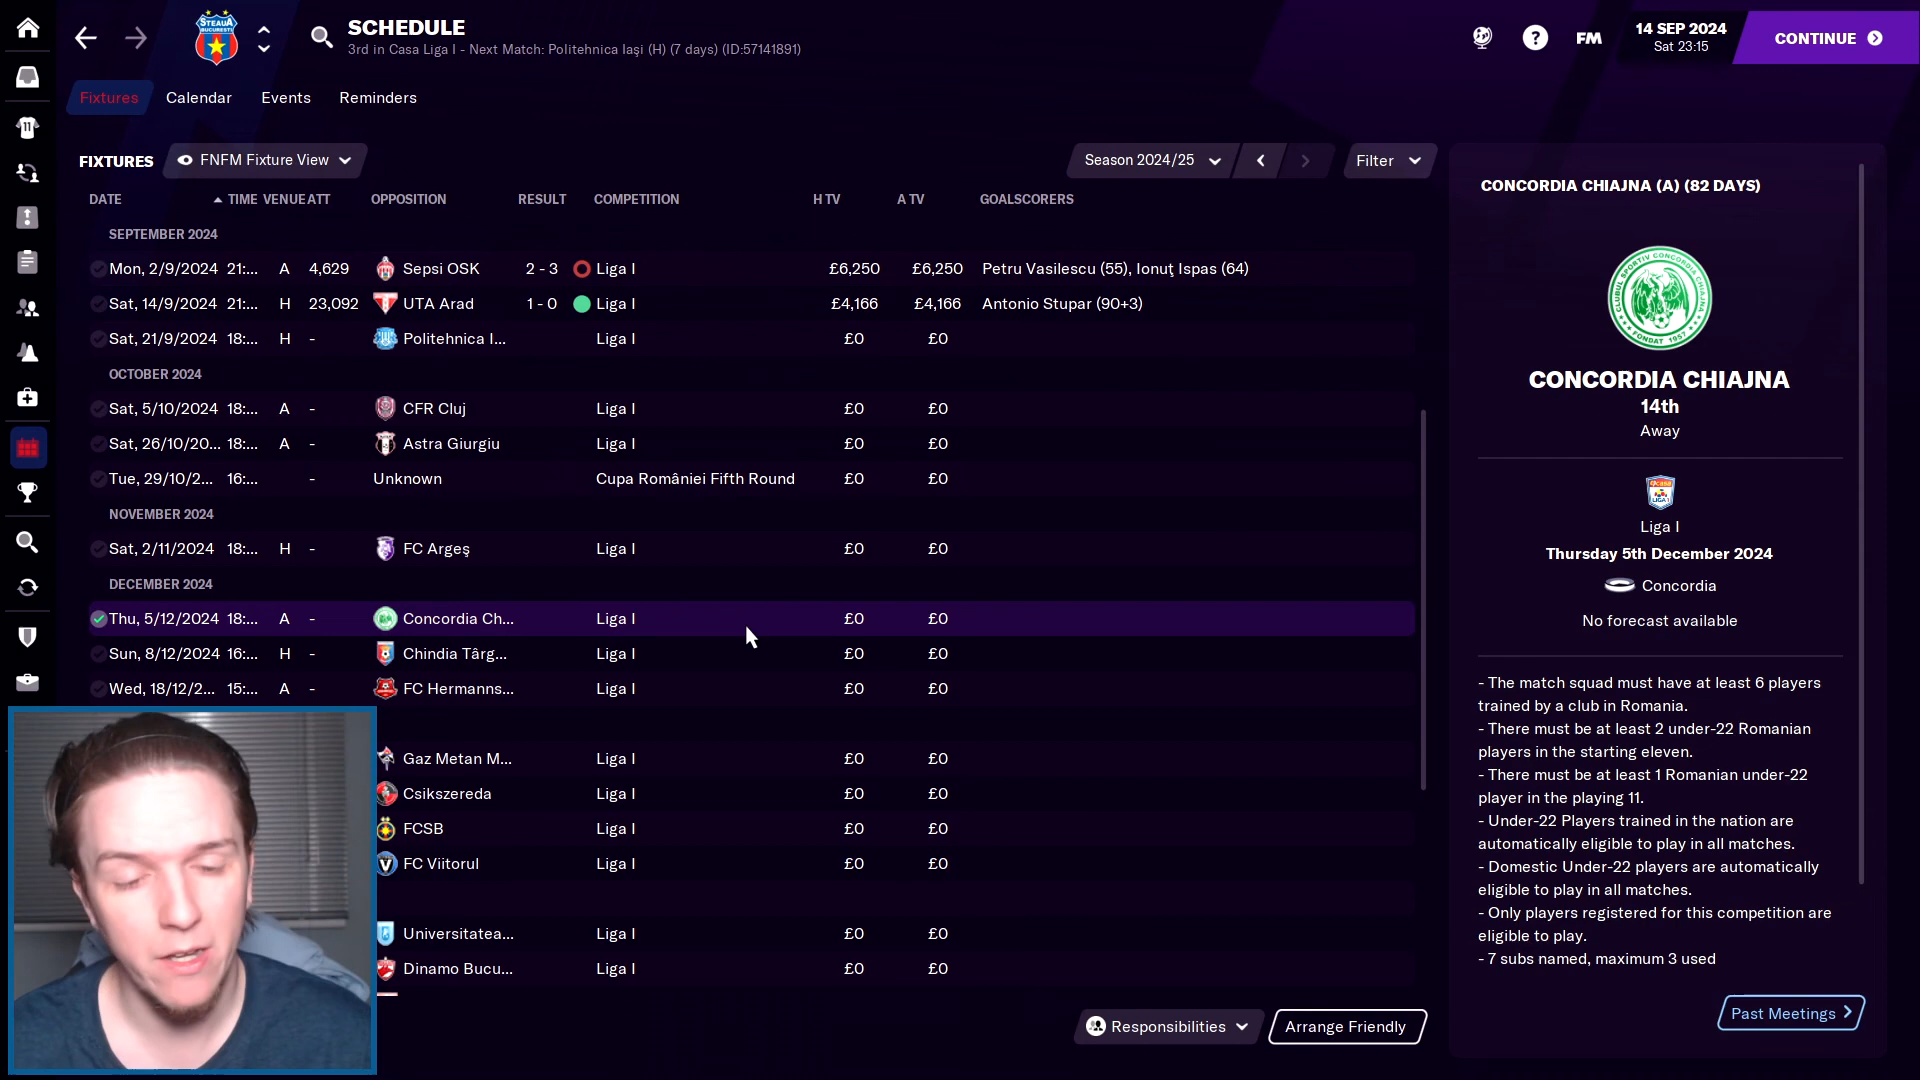 STEAUA
BUCURESTI
SCHEDULE
3rd in Casa Liga I - Next Match: Politehnica Iaşi (H) (7 days) (ID:57141891)
FM
14 SEP 2024
Sat 23:15
CONTINUE
Fixtures Calendar Events Reminders
FIXTURES FNFM Fixture View
Season 2024/25 Filter
DATE TIME VENUE ATT OPPOSITION RESULT COMPETITION H TV A TV GOALSCORERS
SEPTEMBER 2024
Mon, 2/9/2024 21:... A 4,629 Sepsi OSK 2 - 3 Liga I £6,250 £6,250 Petru Vasilescu (55), Ionuţ Ispas (64)
Sat, 14/9/2024 21:... H 23,092 UTA Arad 1 - 0 Liga I £4,166 £4,166 Antonio Stupar (90+3)
Sat, 21/9/2024 18:... H - Politehnica I... Liga I £0 £0
OCTOBER 2024
Sat, 5/10/2024 18:... A - CFR Cluj Liga I £0 £0
Sat, 26/10/20... 18:... A - Astra Giurgiu Liga I £0 £0
Tue, 29/10/2... 16:... - Unknown Cupa României Fifth Round £0 £0
NOVEMBER 2024
Sat, 2/11/2024 18:... H - FC Argeş Liga I £0 £0
DECEMBER 2024
Thu, 5/12/2024 18:... A - Concordia Ch... Liga I £0 £0
Sun, 8/12/2024 16:... H - Chindia Târg... Liga I £0 £0
Wed, 18/12/2... 15:... A - FC Hermanns... Liga I £0 £0
Gaz Metan M... Liga I £0 £0
Csikszereda Liga I £0 £0
FCSB Liga I £0 £0
FC Viitorul Liga I £0 £0
Universitatea... Liga I £0 £0
Dinamo Bucu... Liga I £0 £0
Responsibilities Arrange Friendly
CONCORDIA CHIAJNA (A) (82 DAYS)
CLUBUL SPORTIV CONCORDIA CHIAJNA
FONDAT 1957
CONCORDIA CHIAJNA
14th
Away
casa
LIGA 1
Liga I
Thursday 5th December 2024
Concordia
No forecast available
- The match squad must have at least 6 players
trained by a club in Romania.
- There must be at least 2 under-22 Romanian
players in the starting eleven.
- There must be at least 1 Romanian under-22
player in the playing 11.
- Under-22 Players trained in the nation are
automatically eligible to play in all matches.
- Domestic Under-22 players are automatically
eligible to play in all matches.
- Only players registered for this competition are
eligible to play.
- 7 subs named, maximum 3 used
Past Meetings